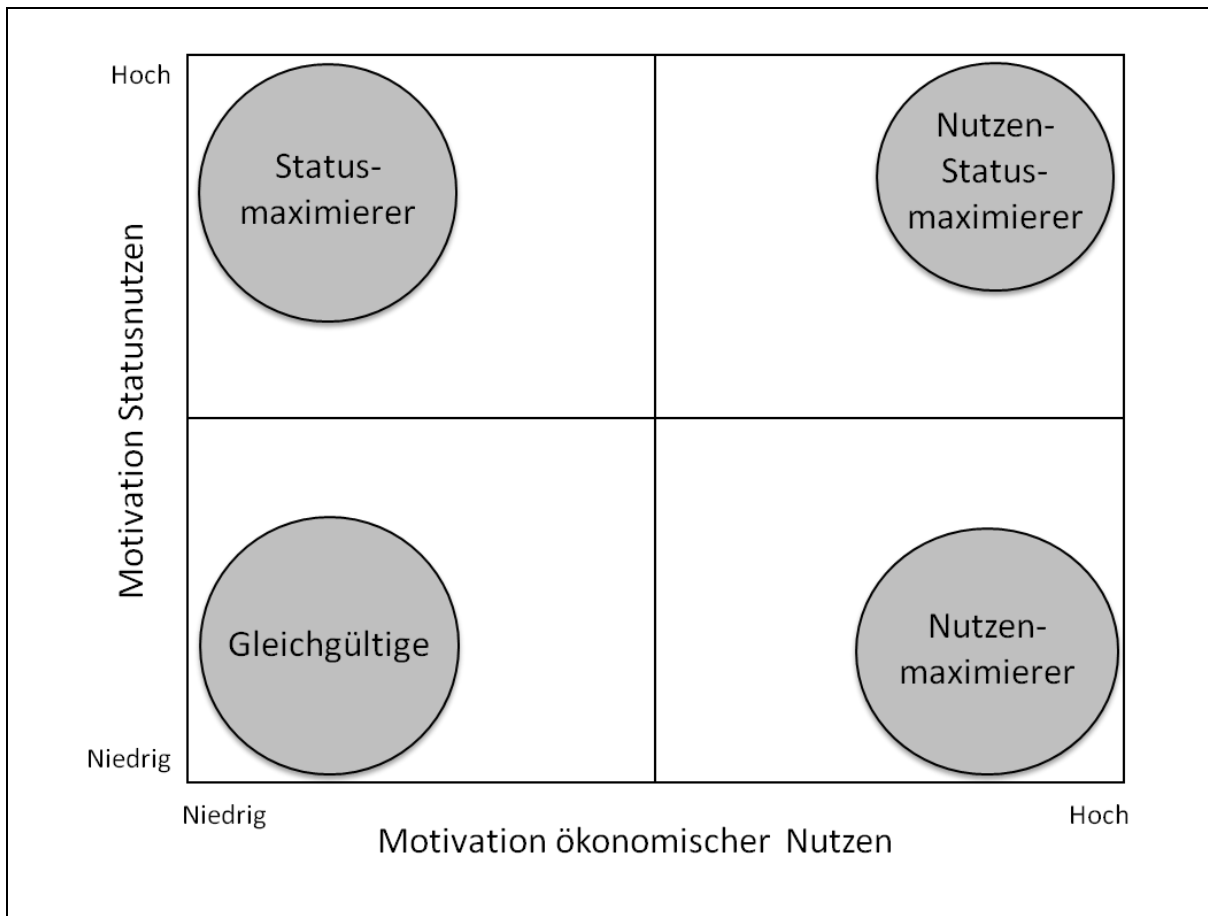 Hoch
Status-
maximierer
Nutzen-
Status-
maximierer
Motivation Statusnutzen
Gleichgültige
Nutzen-
maximierer
Niedrig
Niedrig
Hoch
Motivation ökonomischer Nutzen